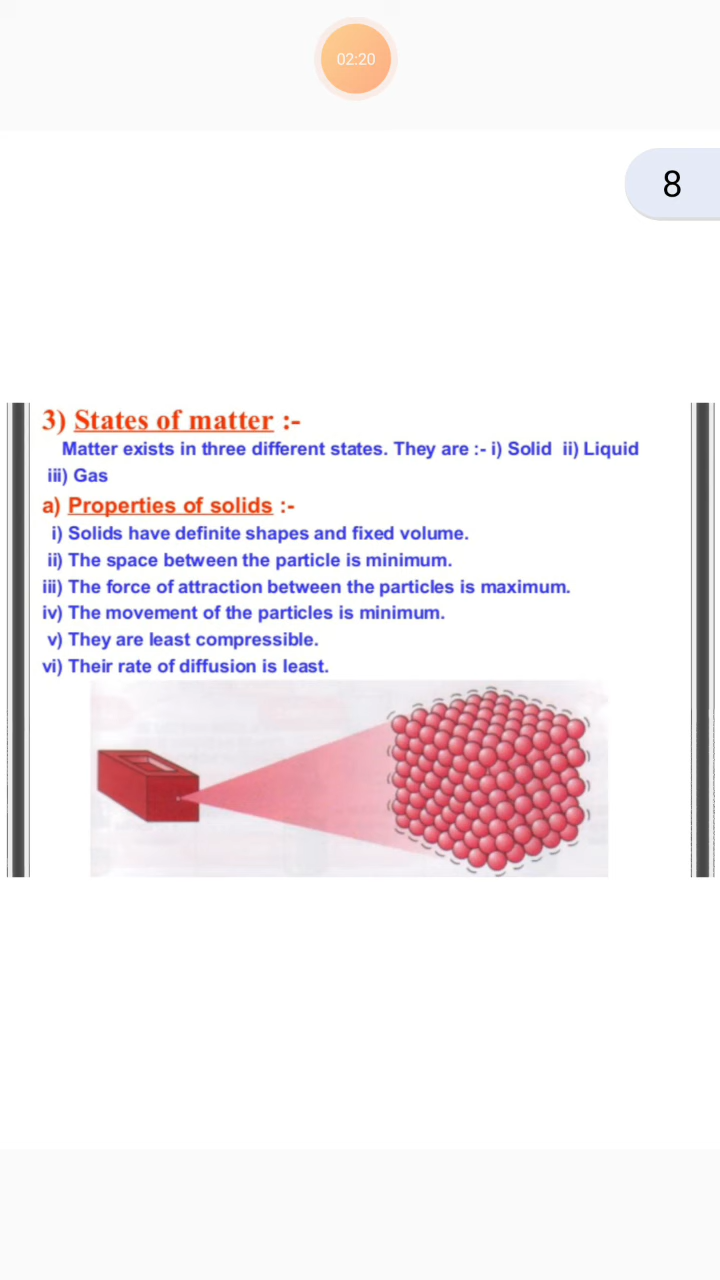 02:20
8
3) States of matter :-
Matter exists in three different states. They are :- i) Solid ii) Liquid
iii) Gas
a) Properties of solids :-
i) Solids have definite shapes and fixed volume.
ii) The space between the particle is minimum.
iii) The force of attraction between the particles is maximum.
iv) The movement of the particles is minimum.
v) They are least compressible.
vi) Their rate of diffusion is least.